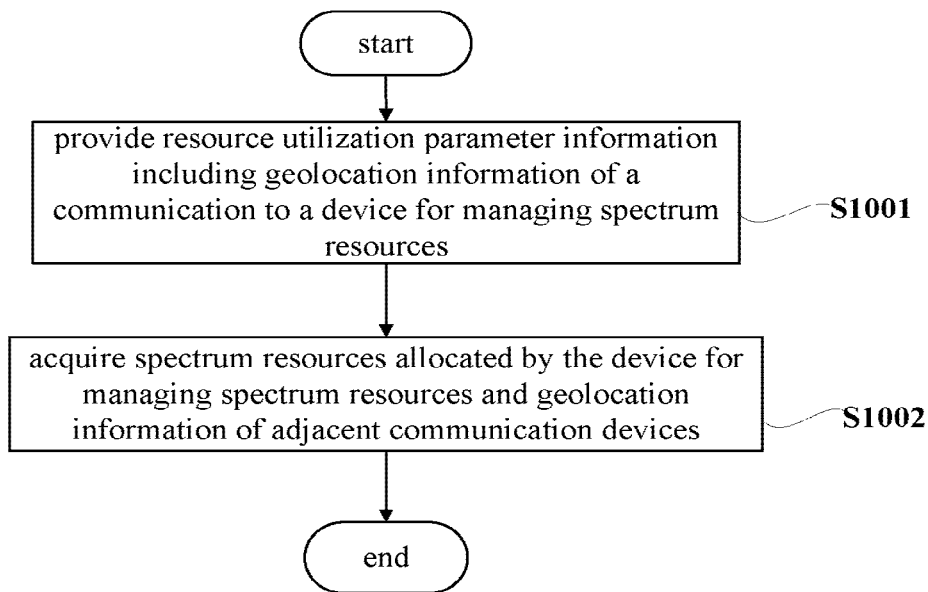 start
provide resource utilization parameter information
including geolocation information of a
communication to a device for managing spectrum
resources
S1001
acquire spectrum resources allocated by the device for
managing spectrum resources and geolocation
information of adjacent communication devices
S1002
end